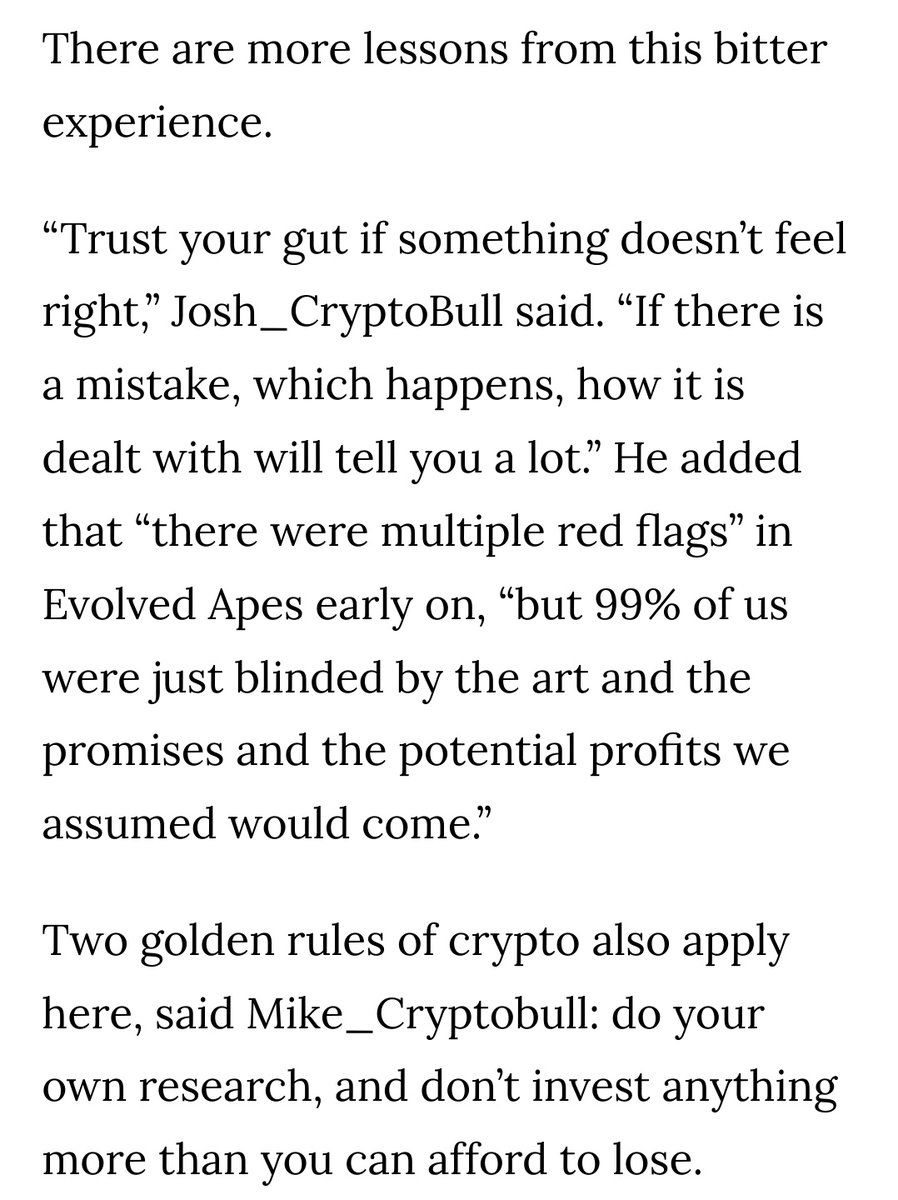 There are more lessons from this bitter
experience.
“Trust your gut if something doesn’t feel
right,” Josh_CryptoBull said. “If there is
a mistake, which happens, how it is
dealt with will tell you a lot.” He added
that “there were multiple red flags” in
Evolved Apes early on, “but 99% of us
were just blinded by the art and the
promises and the potential profits we
assumed would come.”
Two golden rules of crypto also apply
here, said Mike_Cryptobull: do your
own research, and don’t invest anything
more than you can afford to lose.